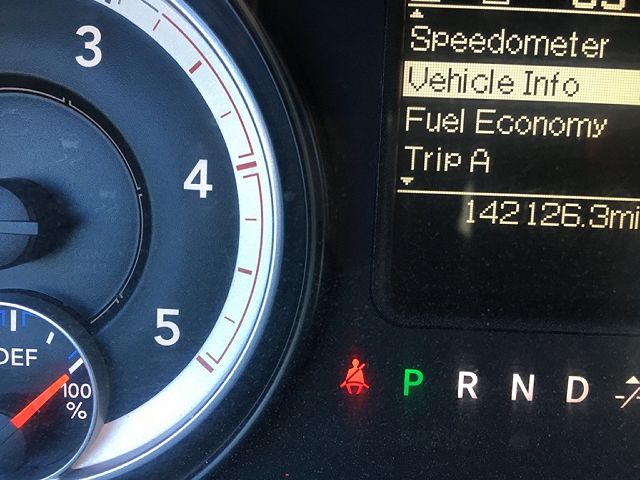 3
4
5
DEF
100
%
Speedometer
Vehicle Info
Fuel Economy
Trip A
142126.3mi
P R N D